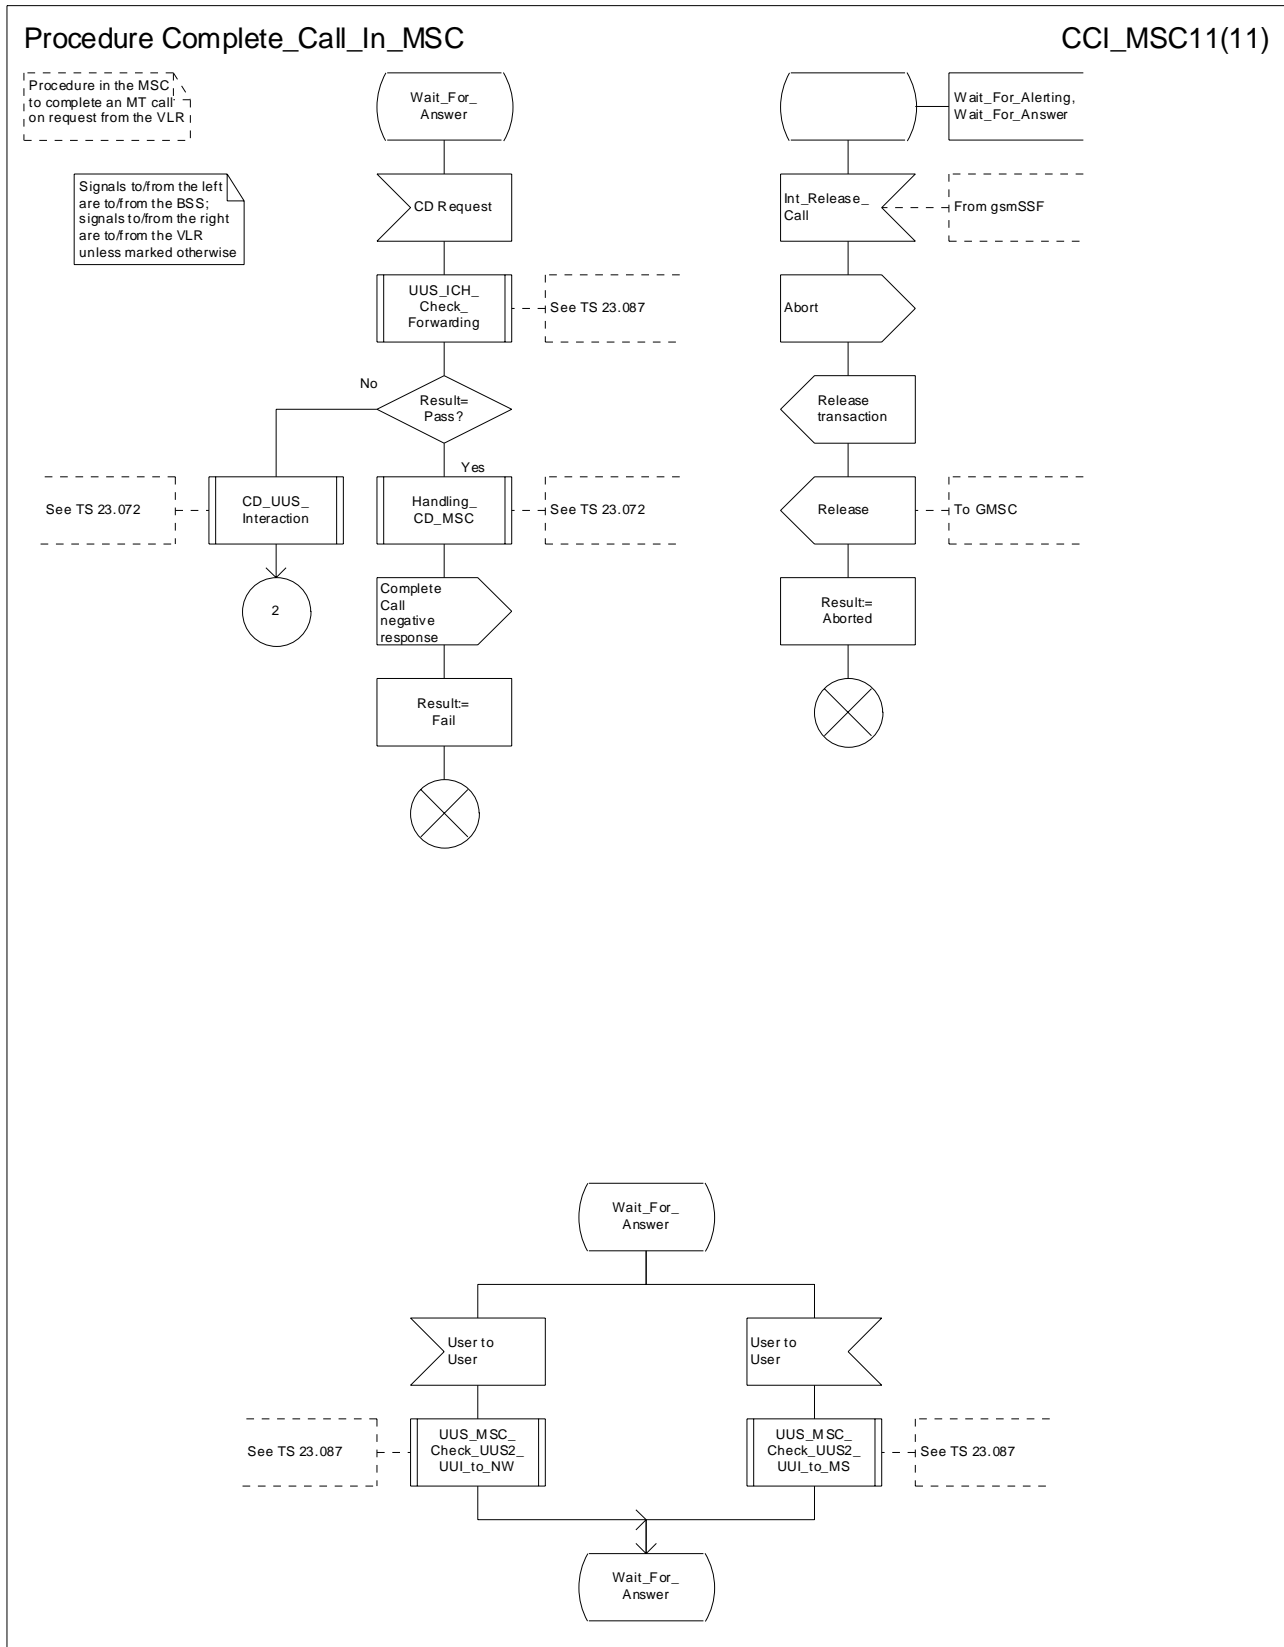 Procedure Complete_Call_In_MSC
CCI_MSC11(11)
Procedure in the MSC
to complete an MT call
on request from the VLR
Signals to/from the left
are to/from the BSS;
signals to/from the right
are to/from the VLR
unless marked otherwise
Wait_For_
Answer
CD Request
UUS_ICH_
Check_
Forwarding
See TS 23.087
Result=
Pass?
No
Yes
See TS 23.072
CD_UUS_
Interaction
2
Handling_
CD_MSC
See TS 23.072
Complete
Call
negative
response
Result:=
Fail
Wait_For_Alerting,
Wait_For_Answer
Int_Release_
Call
From gsmSSF
Abort
Release
transaction
Release
To GMSC
Result:=
Aborted
Wait_For_
Answer
User to
User
User to
User
See TS 23.087
UUS_MSC_
Check_UUS2_
UUI_to_NW
UUS_MSC_
Check_UUS2_
UUI_to_MS
See TS 23.087
Wait_For_
Answer